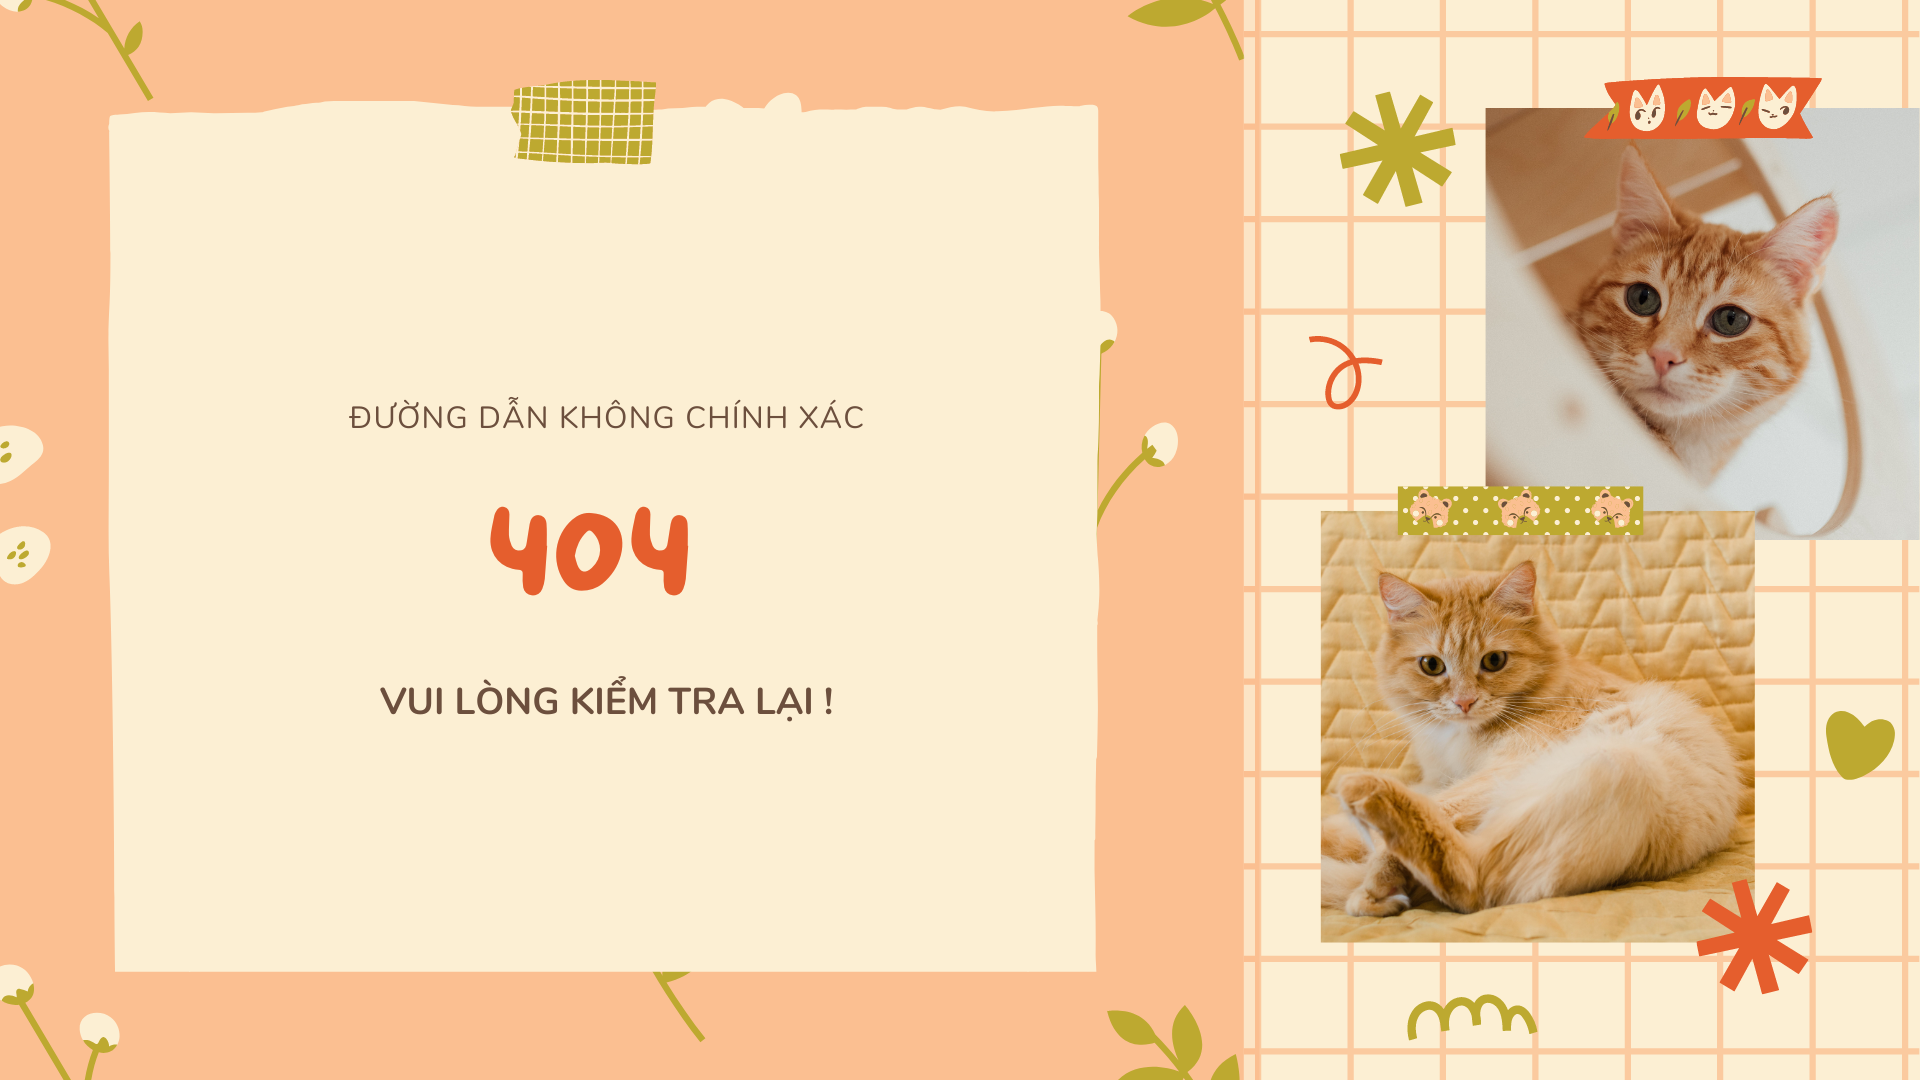 ĐƯỜNG DẪN KHÔNG CHÍNH XÁC
404
VUI LÒNG KIỂM TRA LẠI !